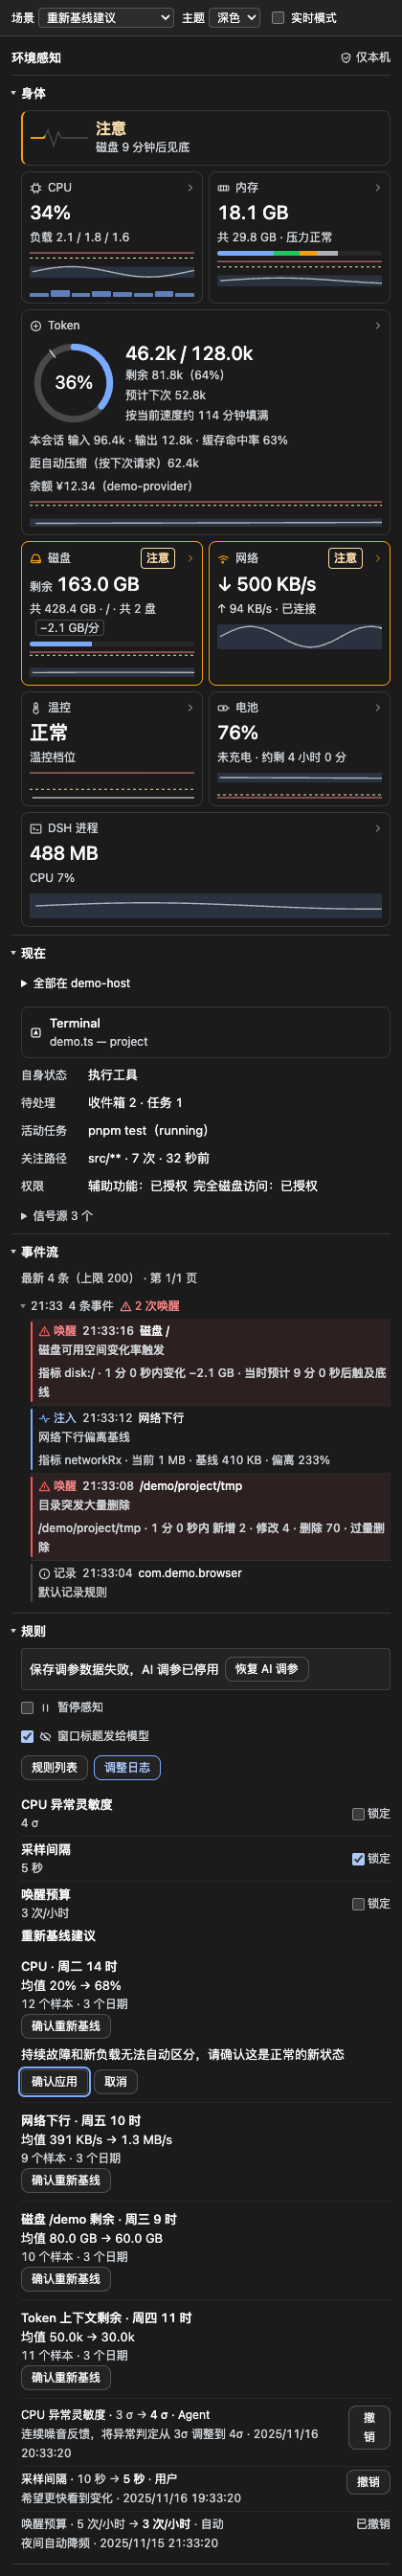 场景 重新基线建议 主题 深色 实时模式
环境感知 仅本机
身体
注意
磁盘 9 分钟后见底
CPU
34%
负载 2.1 / 1.8 / 1.6
内存
18.1 GB
共 29.8 GB · 压力正常
Token
36%
46.2k / 128.0k
剩余 81.8k（64%）
预计下次 52.8k
按当前速度约 114 分钟填满
本会话 输入 96.4k · 输出 12.8k · 缓存命中率 63%
距自动压缩（按下次请求）62.4k
余额 ¥12.34（demo-provider）
磁盘 注意
剩余 163.0 GB
共 428.4 GB · / · 共 2 盘
−2.1 GB/分
网络 注意
↓ 500 KB/s
↑ 94 KB/s · 已连接
温控
正常
温控档位
电池
76%
未充电 · 约剩 4 小时 0 分
DSH 进程
488 MB
CPU 7%
现在
全部在 demo-host
Terminal
demo.ts — project
自身状态 执行工具
待处理 收件箱 2 · 任务 1
活动任务 pnpm test（running）
关注路径 src/** · 7 次 · 32 秒前
权限 辅助功能：已授权 完全磁盘访问：已授权
信号源 3 个
事件流
最新 4 条（上限 200） · 第 1/1 页
21:33 4 条事件 2 次唤醒
唤醒 21:33:16 磁盘 /
磁盘可用空间变化率触发
指标 disk:/ · 1 分 0 秒内变化 −2.1 GB · 当时预计 9 分 0 秒后触及底
线
注入 21:33:12 网络下行
网络下行偏离基线
指标 networkRx · 当前 1 MB · 基线 410 KB · 偏离 233%
唤醒 21:33:08 /demo/project/tmp
目录突发大量删除
/demo/project/tmp · 1 分 0 秒内 新增 2 · 修改 4 · 删除 70 · 过量删
除
记录 21:33:04 com.demo.browser
默认记录规则
规则
保存调参数据失败，AI 调参已停用 恢复 AI 调参
暂停感知
窗口标题发给模型
规则列表 调整日志
CPU 异常灵敏度
4 σ
锁定
采样间隔
5 秒
锁定
唤醒预算
3 次/小时
锁定
重新基线建议
CPU · 周二 14 时
均值 20% → 68%
12 个样本 · 3 个日期
确认重新基线
持续故障和新负载无法自动区分，请确认这是正常的新状态
确认应用 取消
网络下行 · 周五 10 时
均值 391 KB/s → 1.3 MB/s
9 个样本 · 3 个日期
确认重新基线
磁盘 /demo 剩余 · 周三 9 时
均值 80.0 GB → 60.0 GB
10 个样本 · 3 个日期
确认重新基线
Token 上下文剩余 · 周四 11 时
均值 50.0k → 30.0k
11 个样本 · 3 个日期
确认重新基线
CPU 异常灵敏度 · 3 σ → 4 σ · Agent
连续噪音反馈，将异常判定从 3σ 调整到 4σ · 2025/11/16
20:33:20
撤
销
采样间隔 · 10 秒 → 5 秒 · 用户
希望更快看到变化 · 2025/11/16 19:33:20
撤销
唤醒预算 · 5 次/小时 → 3 次/小时 · 自动
夜间自动降频 · 2025/11/15 21:33:20
已撤销